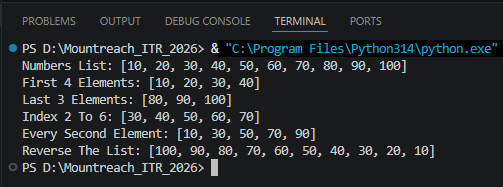 PROBLEMS OUTPUT DEBUG CONSOLE TERMINAL PORTS
PS D:\Mountreach_ITR_2026> & "C:\Program Files\Python314\python.exe"
Numbers List: [10, 20, 30, 40, 50, 60, 70, 80, 90, 100]
First 4 Elements: [10, 20, 30, 40]
Last 3 Elements: [80, 90, 100]
Index 2 To 6: [30, 40, 50, 60, 70]
Every Second Element: [10, 30, 50, 70, 90]
Reverse The List: [100, 90, 80, 70, 60, 50, 40, 30, 20, 10]
PS D:\Mountreach_ITR_2026>